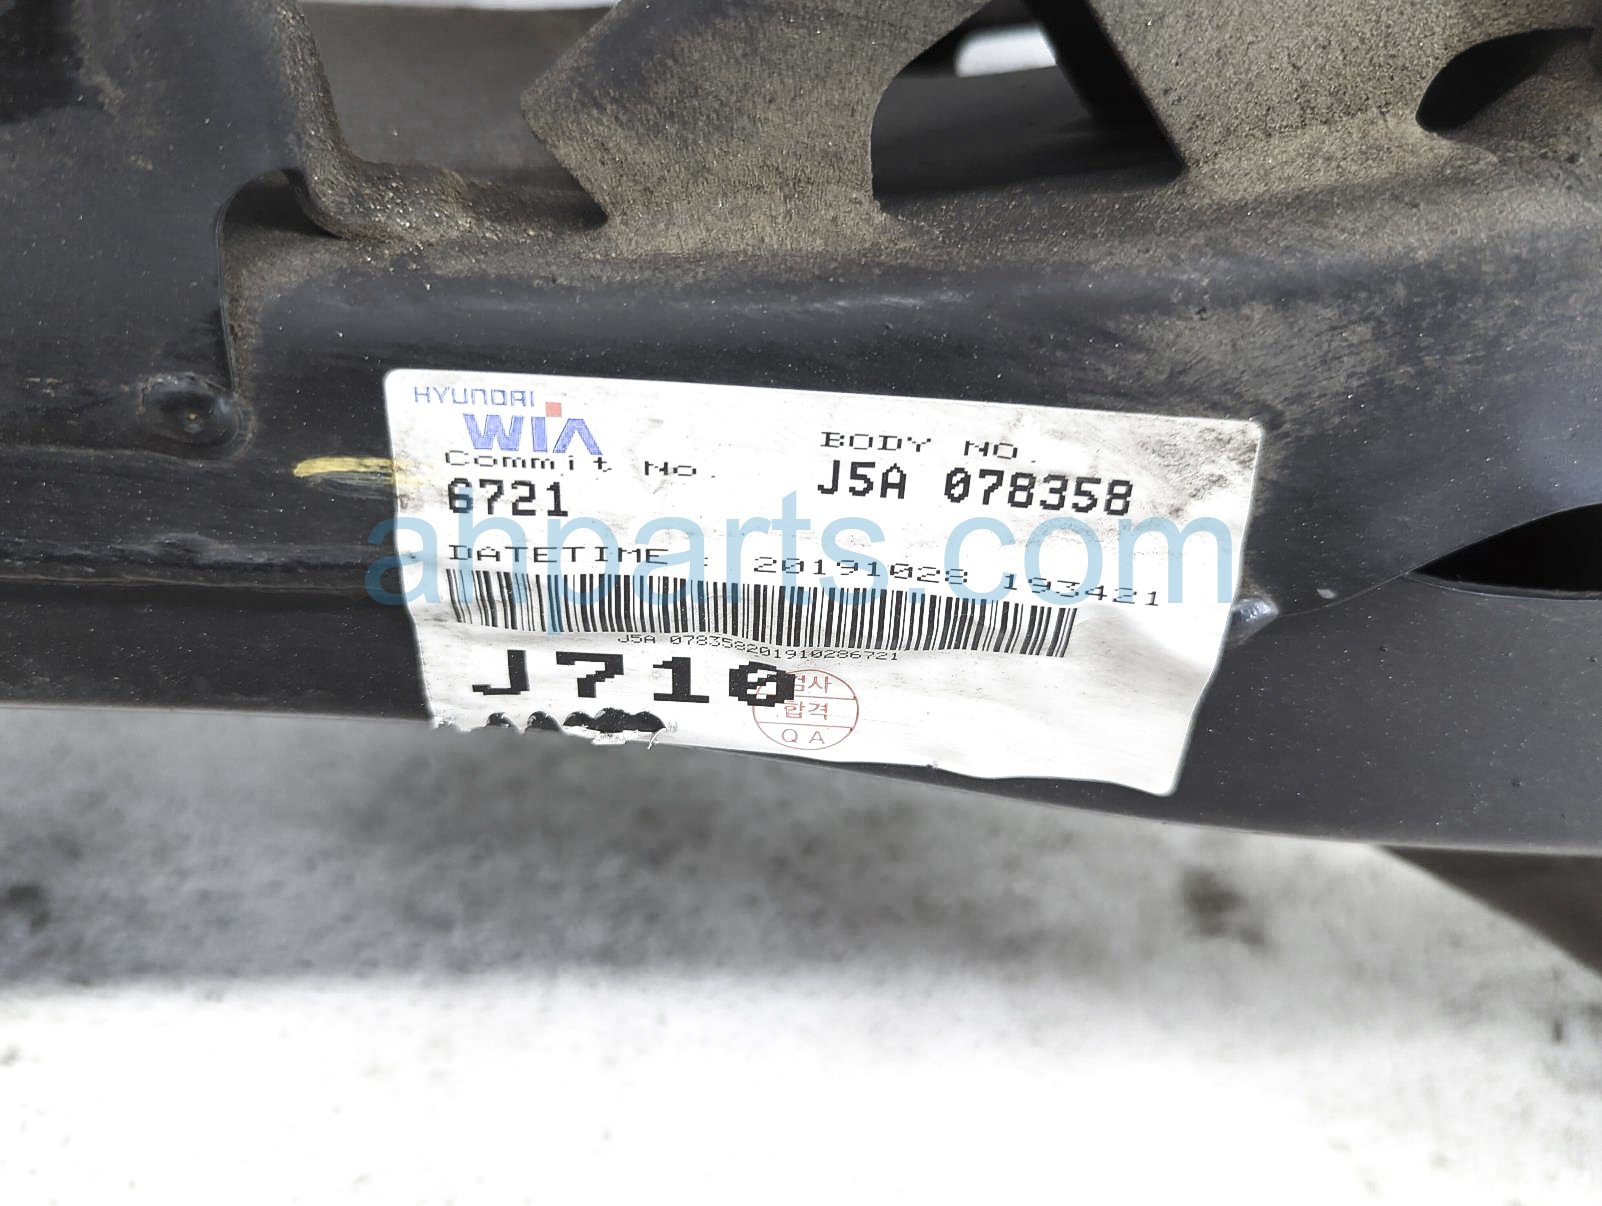 HYUNDAI
WIA
Commit No.
6721
BODY NO.
J5A 078358
ahparts.com
DATETIME : 20191028 193421
J5A 078358201910286721
J710
검사
합격
QA